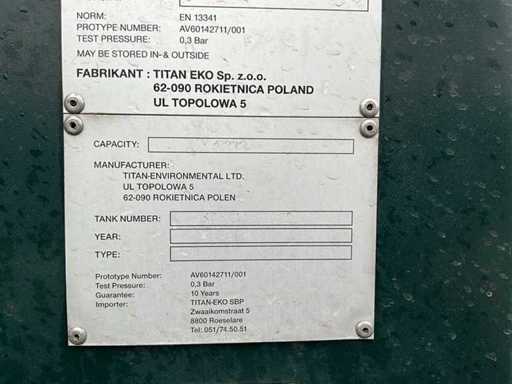 NORM: EN 13341
PROTYPE NUMBER: AV60142711/001
TEST PRESSURE: 0,3 Bar
MAY BE STORED IN-& OUTSIDE
FABRIKANT : TITAN EKO Sp. z.o.o.
62-090 ROKIETNICA POLAND
UL TOPOLOWA 5
CAPACITY:
MANUFACTURER:
TITAN-ENVIRONMENTAL LTD.
UL TOPOLOWA 5
62-090 ROKIETNICA POLEN
TANK NUMBER:
YEAR:
TYPE:
Prototype Number: AV60142711/001
Test Pressure: 0,3 Bar
Guarantee: 10 Years
Importer: TITAN-EKO SBP
Zwaaikomstraat 5
8800 Roeselare
Tel: 051/74.50.51